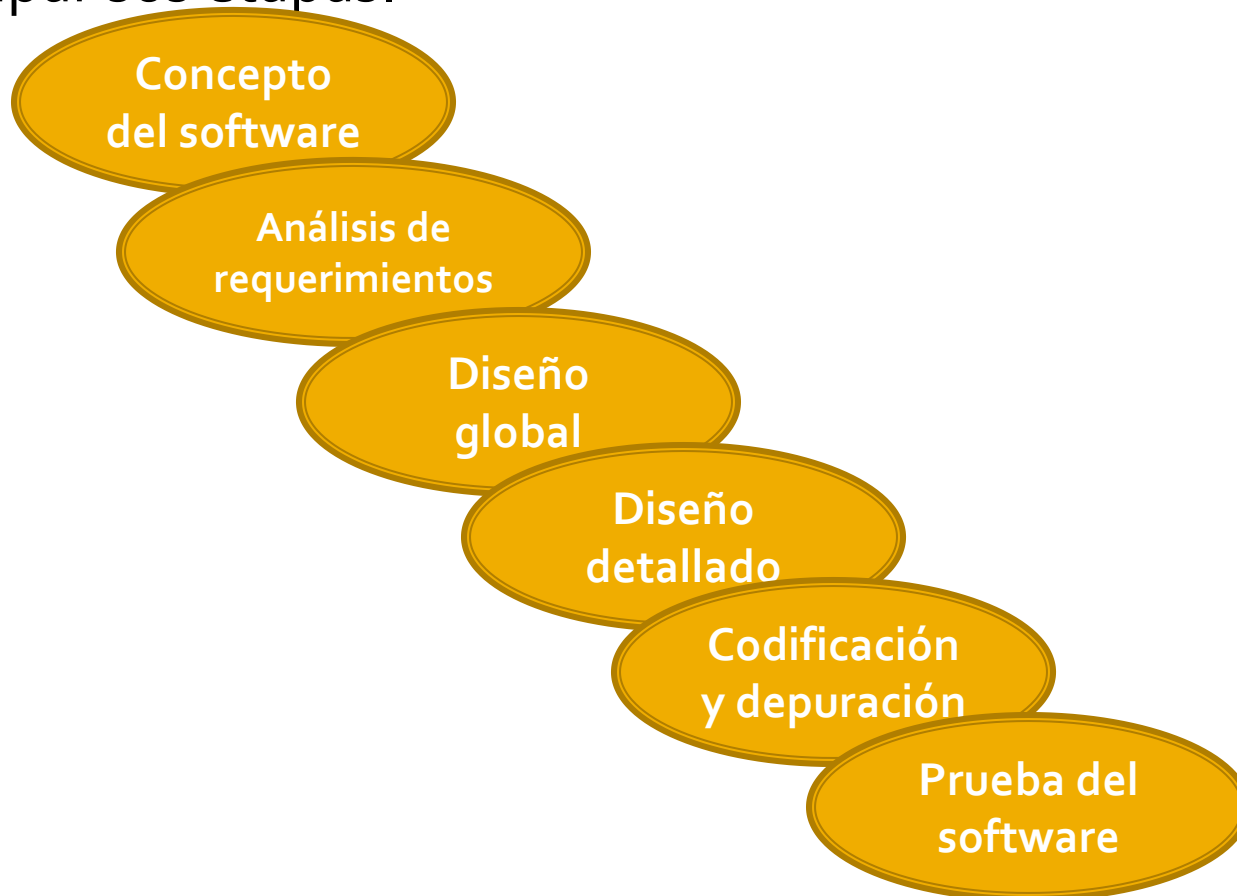 Concepto
del software
Análisis de
requerimientos
Diseño
global
Diseño
detallado
Codificación
y depuración
Prueba del
software